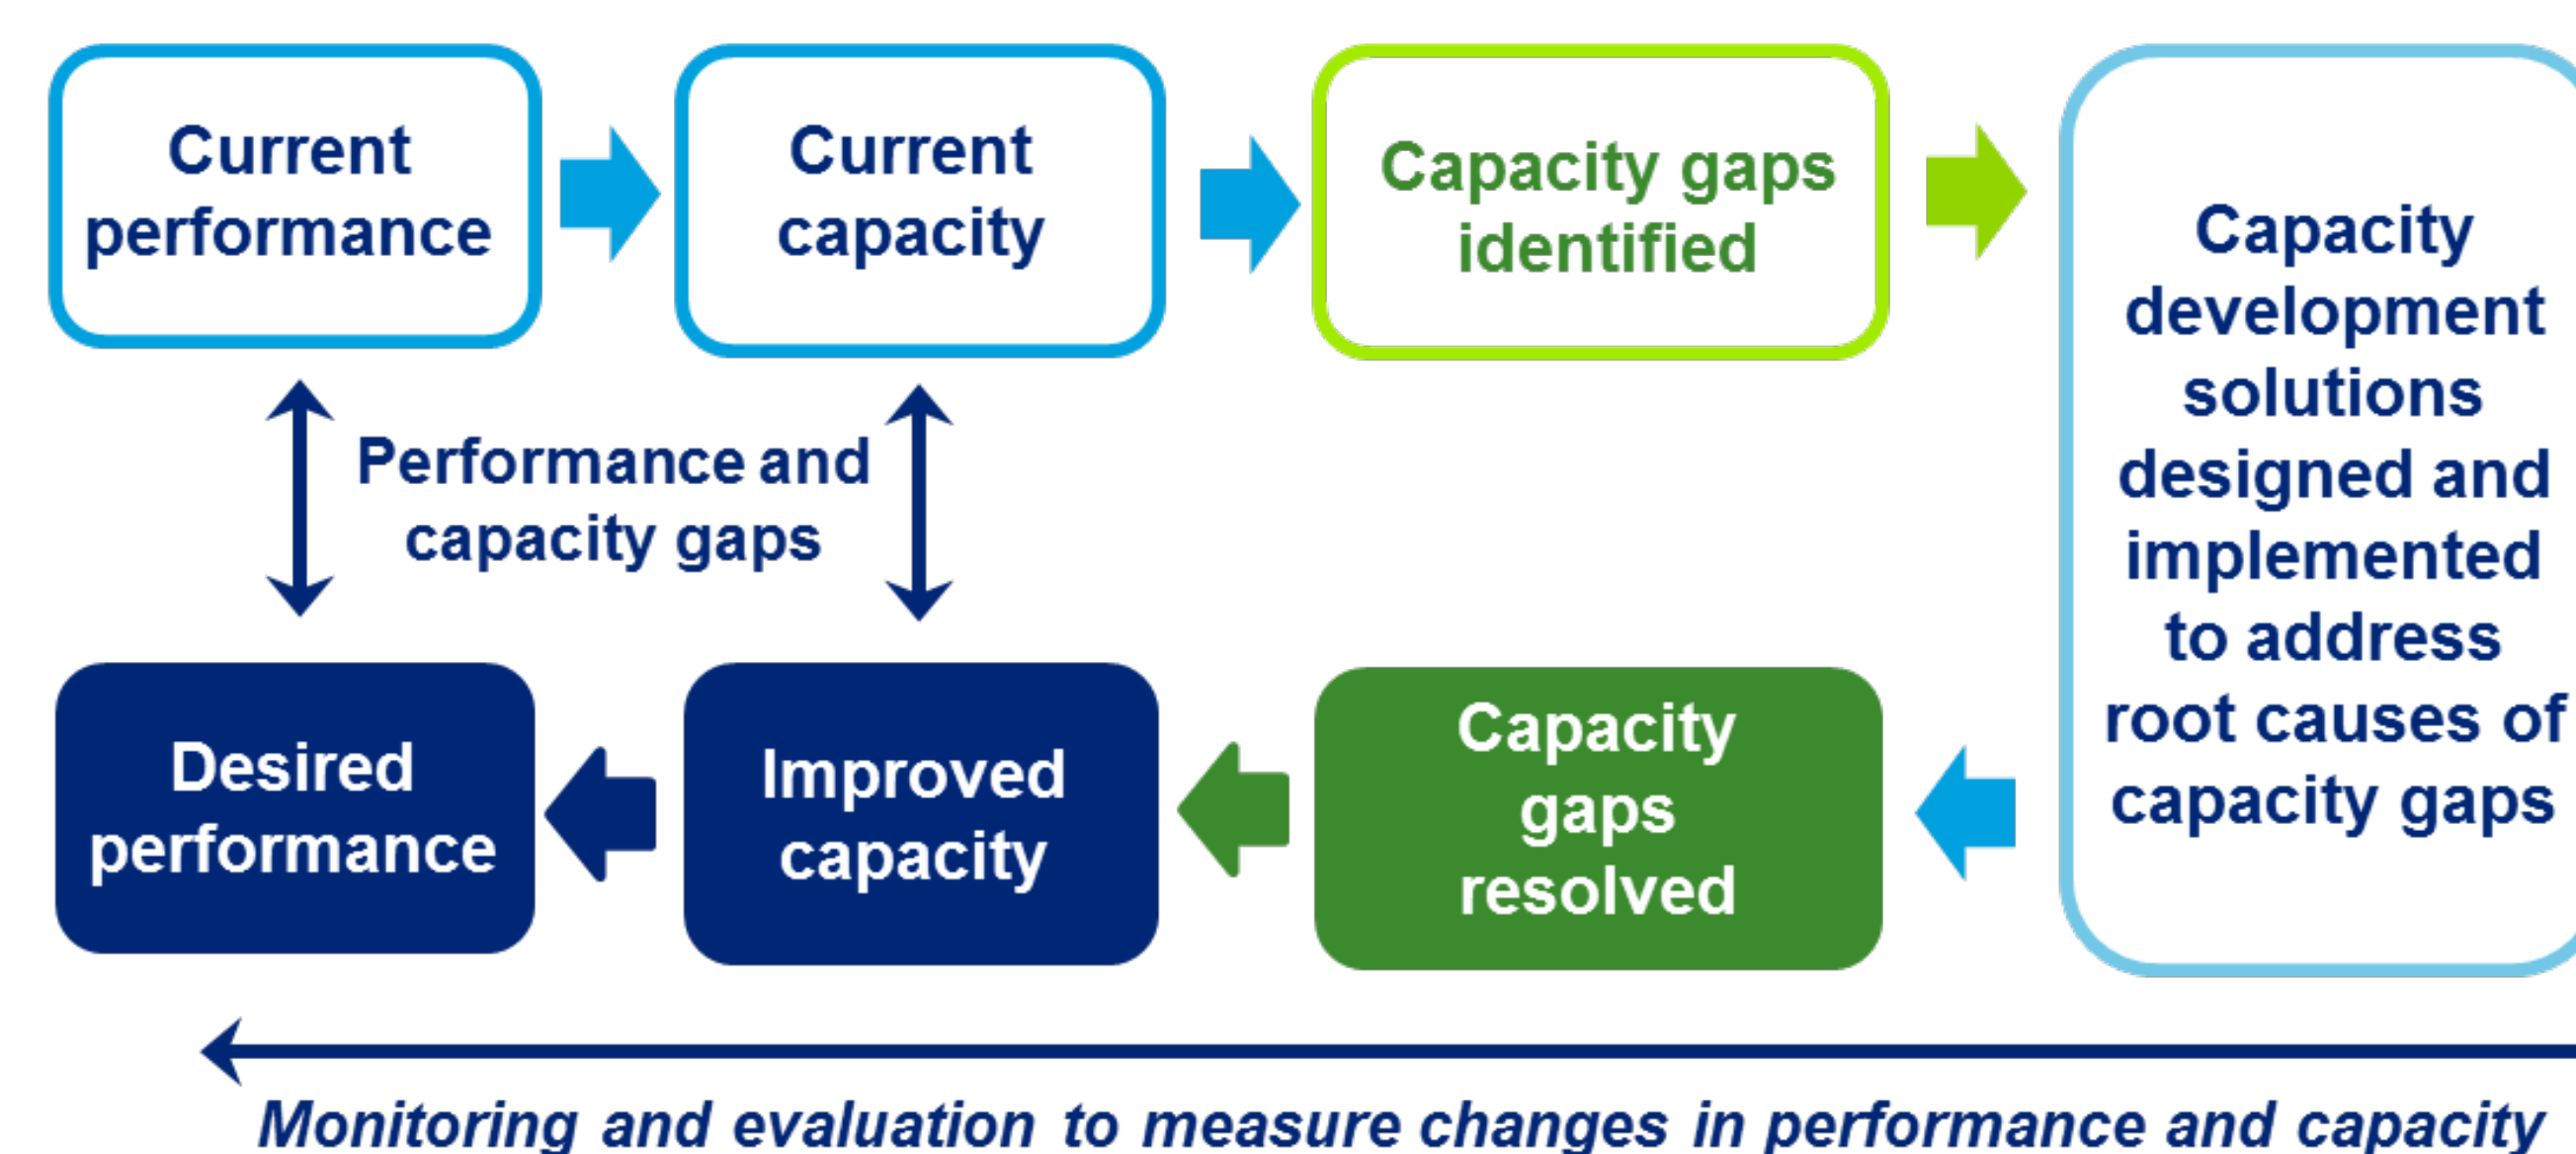 Current
performance
Current
capacity
Capacity gaps
identified
Capacity
development
solutions
designed and
implemented
to address
root causes of
capacity gaps
Performance and
capacity gaps
Desired
performance
Improved
capacity
Capacity
gaps
resolved
Monitoring and evaluation to measure changes in performance and capacity